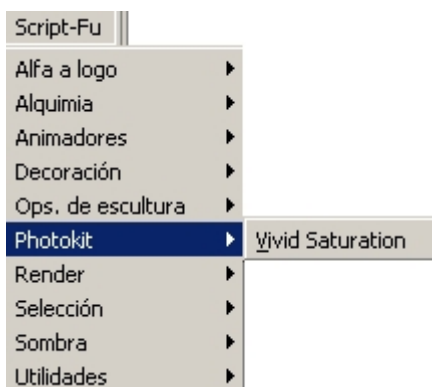 Script-Fu
Alfa a logo
Alquimia
Animadores
Decoración
Ops. de escultura
Photokit
Vivid Saturation
Render
Selección
Sombra
Utilidades